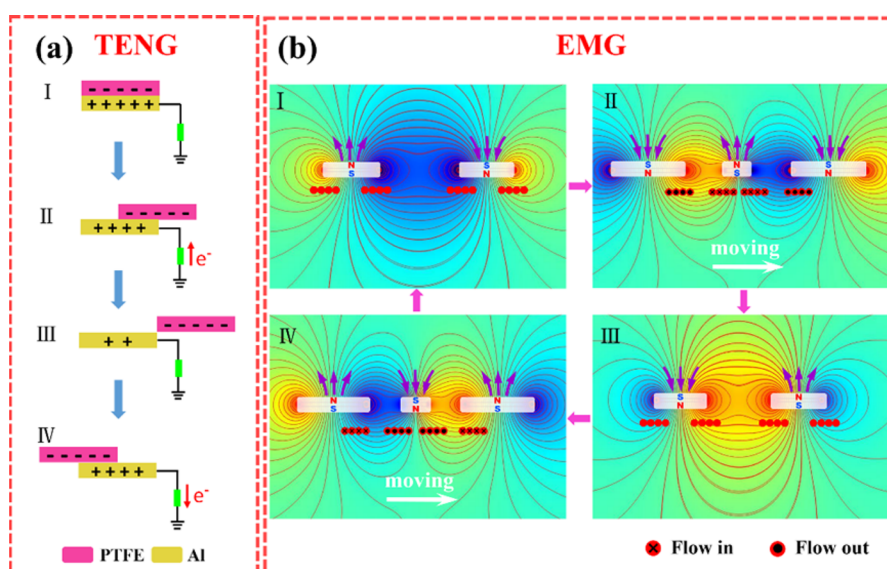 (a) TENG
I
- - - - -
+ + + + +
II
- - - - -
+ + + +
e-
III
- - - - -
+ +
IV
- - - - -
+ + + +
e-
PTFE Al
(b) EMG
I
N S
S N
II
S N S
N S N
moving
IV
N S N
S N S
moving
III
S N
N S
Flow in Flow out